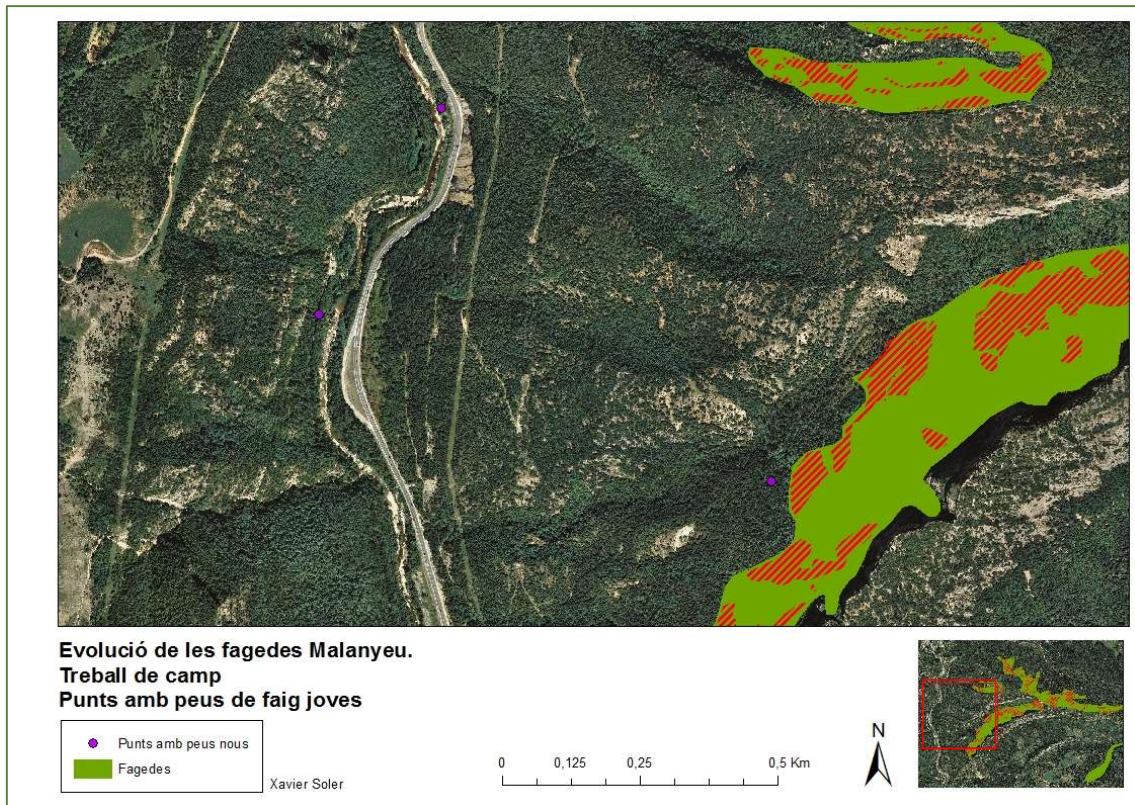 Evolució de les fagedes Malanyeu.
Treball de camp
Punts amb peus de faig joves
Punts amb peus nous
Fagedes
Xavier Soler
0 0,125 0,25 0,5 Km
N